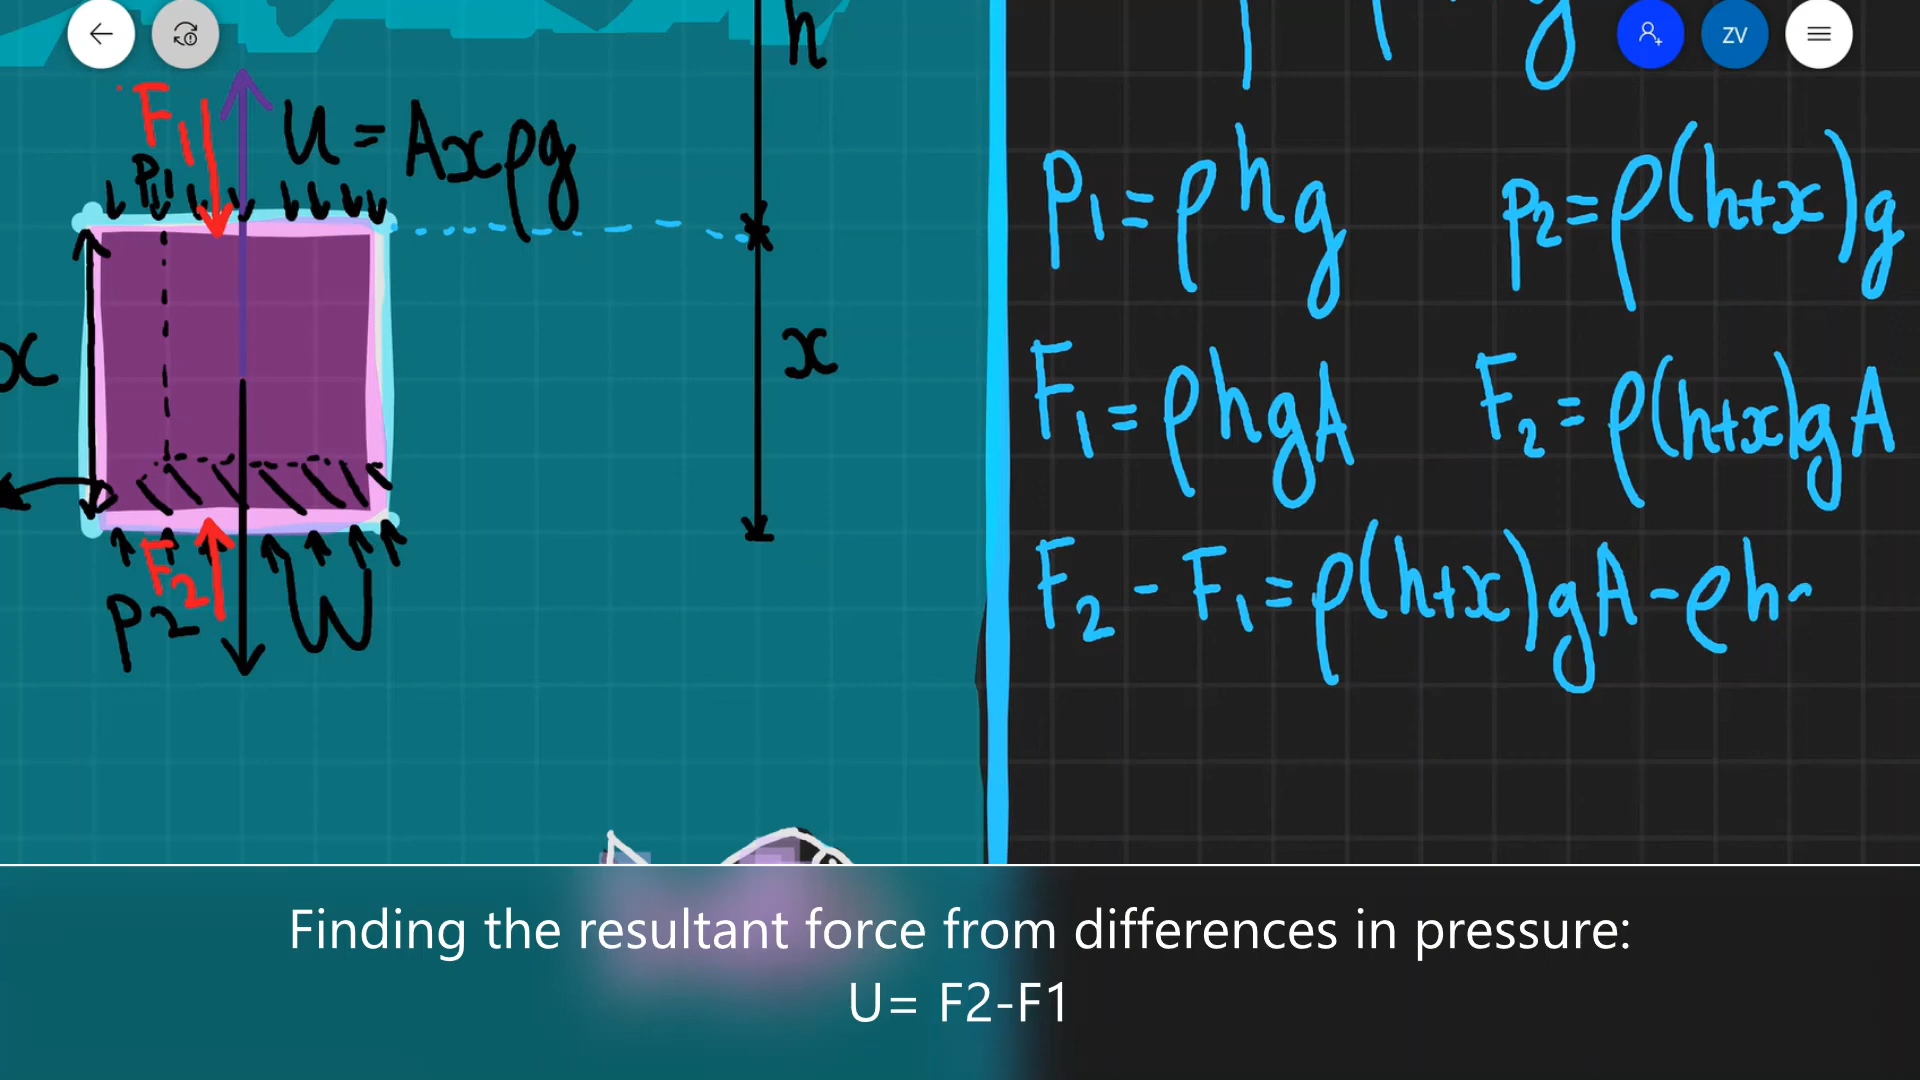 h
F1
p1
U = Axρg
x
x
F2
p2
W
ZV
p1 = ρhg
p2 = ρ(h+x)g
F1 = ρhgA
F2 = ρ(h+x)gA
F2 - F1 = ρ(h+x)gA - ρh
Finding the resultant force from differences in pressure:
U= F2-F1